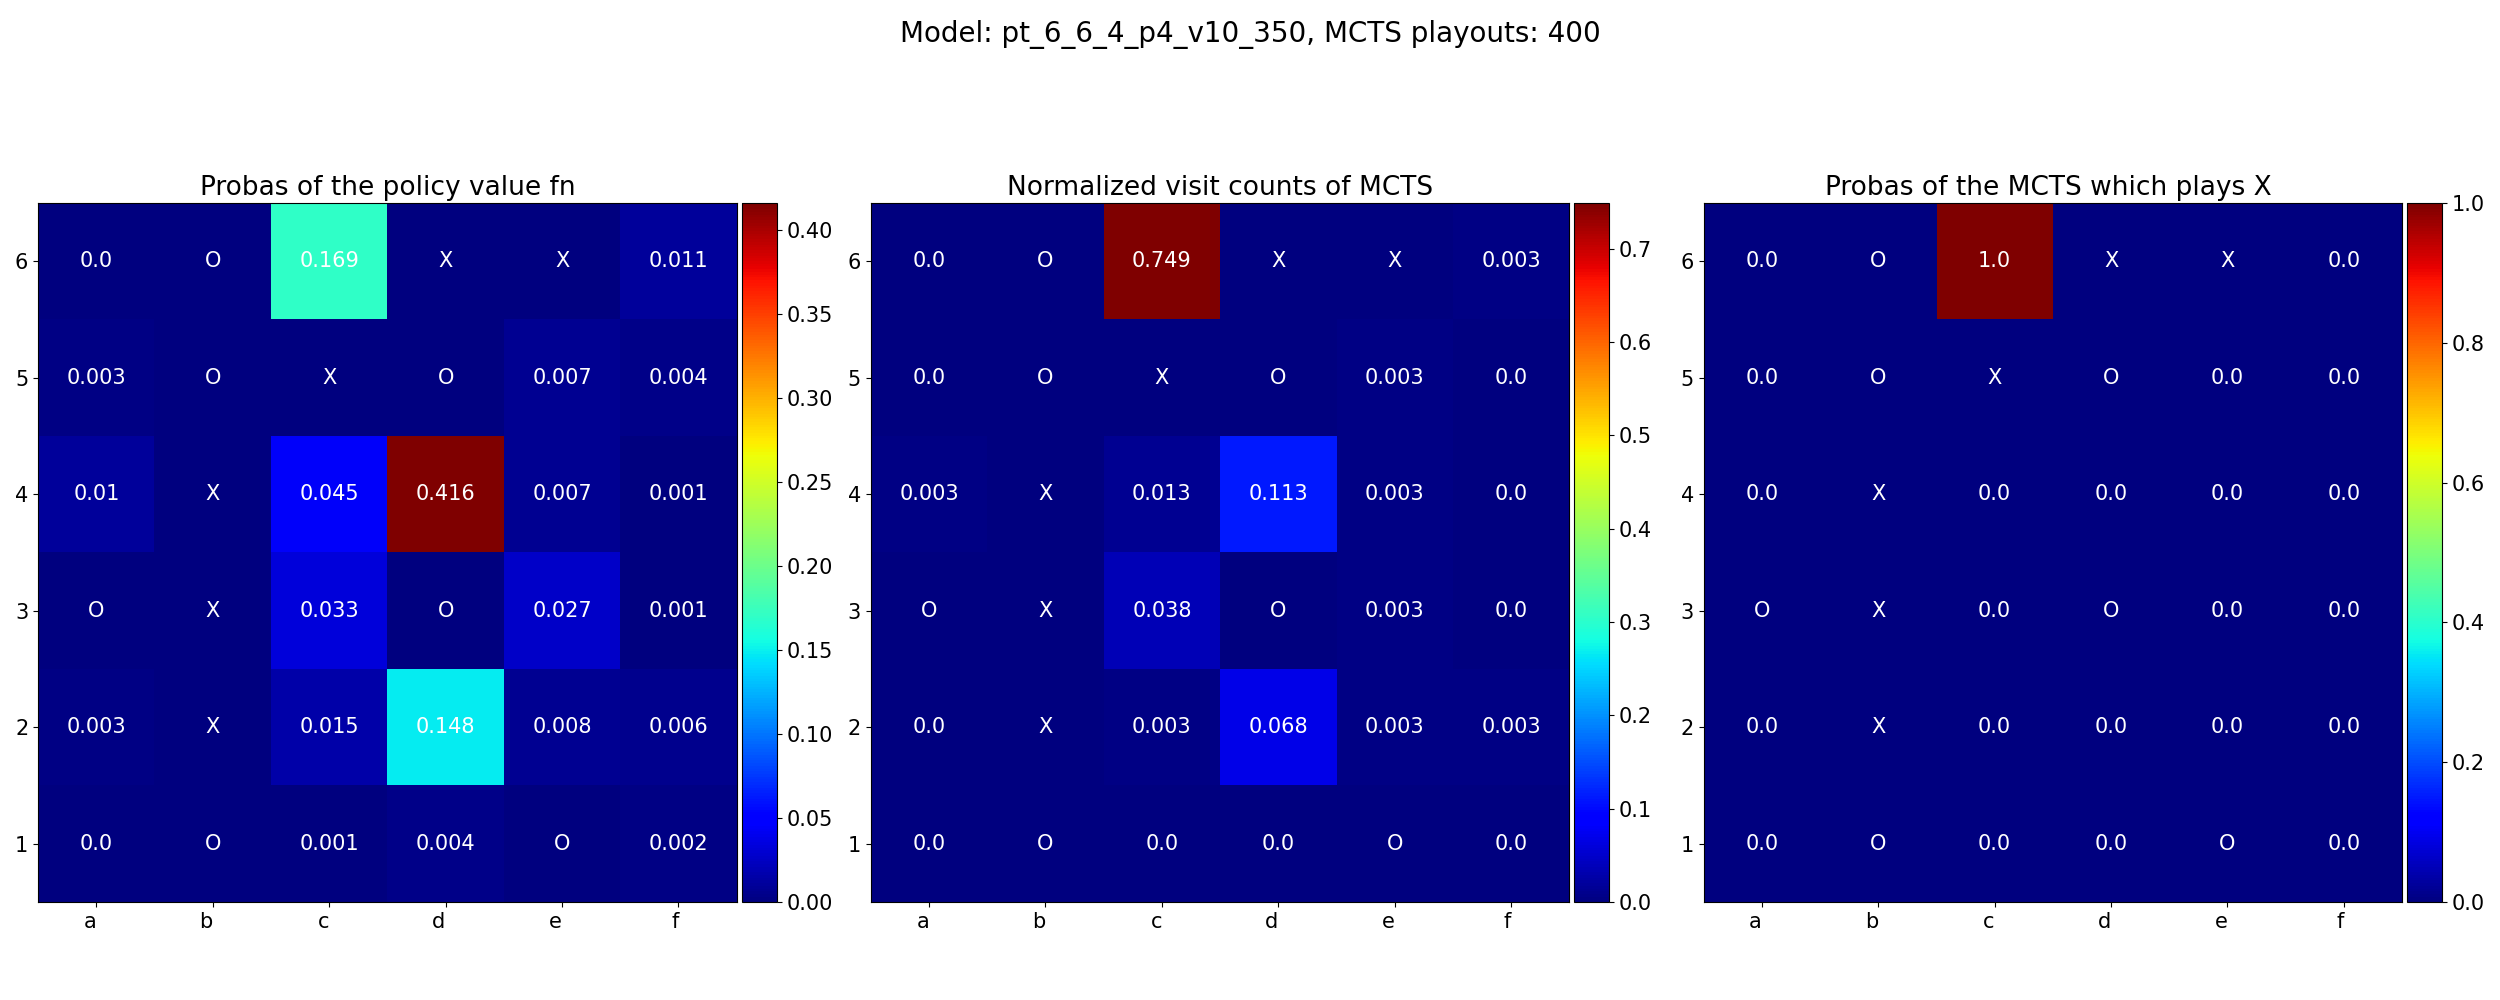 Model: pt_6_6_4_p4_v10_350, MCTS playouts: 400
Probas of the policy value fn
6 0.0 O 0.169 X X 0.011
5 0.003 O X O 0.007 0.004
4 0.01 X 0.045 0.416 0.007 0.001
3 O X 0.033 O 0.027 0.001
2 0.003 X 0.015 0.148 0.008 0.006
1 0.0 O 0.001 0.004 O 0.002
a b c d e f
0.40
0.35
0.30
0.25
0.20
0.15
0.10
0.05
0.00
Normalized visit counts of MCTS
6 0.0 O 0.749 X X 0.003
5 0.0 O X O 0.003 0.0
4 0.003 X 0.013 0.113 0.003 0.0
3 O X 0.038 O 0.003 0.0
2 0.0 X 0.003 0.068 0.003 0.003
1 0.0 O 0.0 0.0 O 0.0
a b c d e f
0.7
0.6
0.5
0.4
0.3
0.2
0.1
0.0
Probas of the MCTS which plays X
6 0.0 O 1.0 X X 0.0
5 0.0 O X O 0.0 0.0
4 0.0 X 0.0 0.0 0.0 0.0
3 O X 0.0 O 0.0 0.0
2 0.0 X 0.0 0.0 0.0 0.0
1 0.0 O 0.0 0.0 O 0.0
a b c d e f
1.0
0.8
0.6
0.4
0.2
0.0